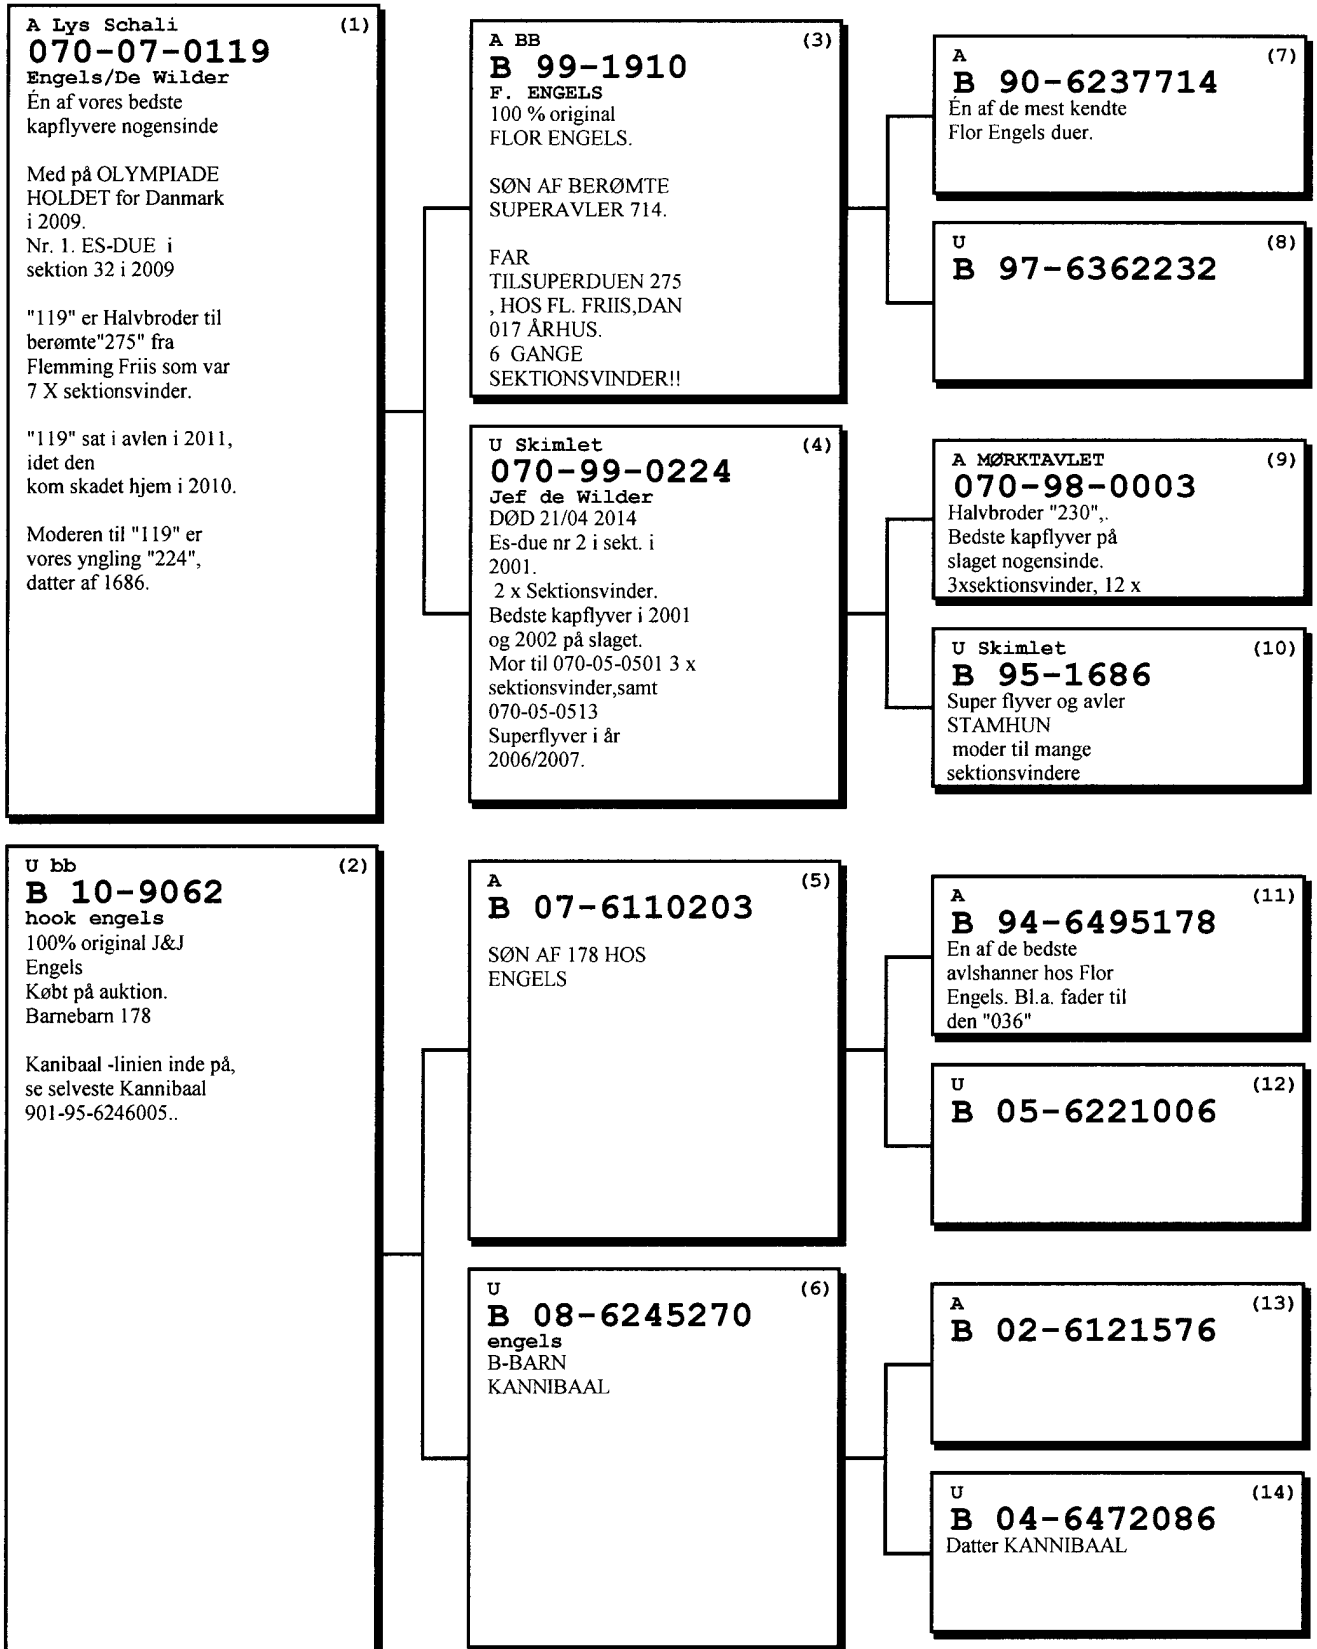 A Lys Schali (1)
070-07-0119
Engels/De Wilder
Én af vores bedste
kapflyvere nogensinde
Med på OLYMPIADE
HOLDET for Danmark
i 2009.
Nr. 1. ES-DUE i
sektion 32 i 2009
"119" er Halvbroder til
berømte"275" fra
Flemming Friis som var
7 X sektionsvinder.
"119" sat i avlen i 2011,
idet den
kom skadet hjem i 2010.
Moderen til "119" er
vores yngling "224",
datter af 1686.
U bb (2)
B 10-9062
hook engels
100% original J&J
Engels
Købt på auktion.
Barnebarn 178
Kanibaal -linien inde på,
se selveste Kannibaal
901-95-6246005..
A BB (3)
B 99-1910
F. ENGELS
100 % original
FLOR ENGELS.
SØN AF BERØMTE
SUPERAVLER 714.
FAR
TILSUPERDUEN 275
, HOS FL. FRIIS,DAN
017 ÅRHUS.
6 GANGE
SEKTIONSVINDER!!
U Skimlet (4)
070-99-0224
Jef de Wilder
DØD 21/04 2014
Es-due nr 2 i sekt. i
2001.
2 x Sektionsvinder.
Bedste kapflyver i 2001
og 2002 på slaget.
Mor til 070-05-0501 3 x
sektionsvinder,samt
070-05-0513
Superflyver i år
2006/2007.
A (5)
B 07-6110203
SØN AF 178 HOS
ENGELS
U (6)
B 08-6245270
engels
B-BARN
KANNIBAAL
A (7)
B 90-6237714
Én af de mest kendte
Flor Engels duer.
U (8)
B 97-6362232
A MØRKTAVLET (9)
070-98-0003
Halvbroder "230",.
Bedste kapflyver på
slaget nogensinde.
3xsektionsvinder, 12 x
U Skimlet (10)
B 95-1686
Super flyver og avler
STAMHUN
moder til mange
sektionsvindere
A (11)
B 94-6495178
En af de bedste
avlshanner hos Flor
Engels. Bl.a. fader til
den "036"
U (12)
B 05-6221006
A (13)
B 02-6121576
U (14)
B 04-6472086
Datter KANNIBAAL